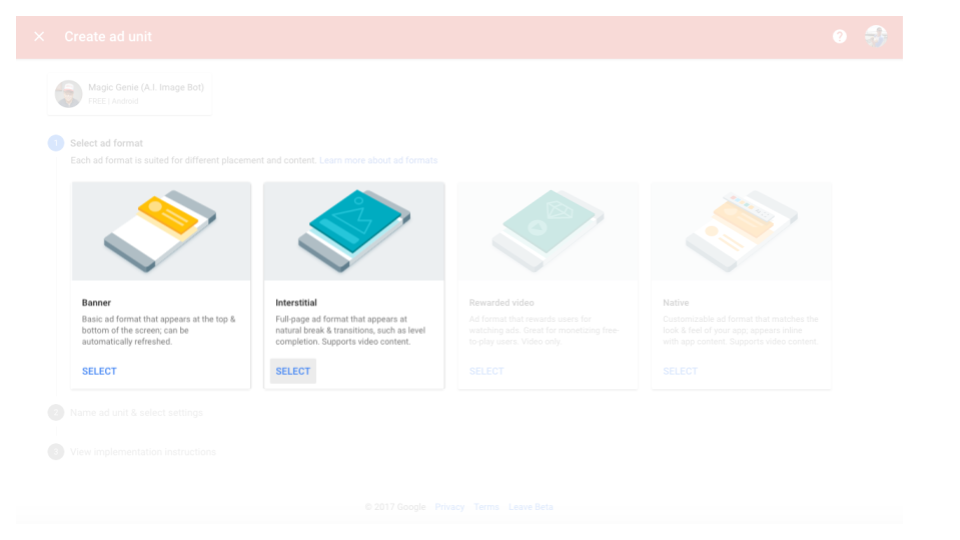 Create ad unit
Magic Genie (A.I. Image Bot)
FREE | Android
1
Select ad format
Each ad format is suited for different placement and content. Learn more about ad formats
Banner
Basic ad format that appears at the top &
bottom of the screen; can be
automatically refreshed.
SELECT
Interstitial
Full-page ad format that appears at
natural break & transitions, such as level
completion. Supports video content.
SELECT
Rewarded video
Ad format that rewards users for
watching ads. Great for monetizing free-
to-play users. Video only.
SELECT
Native
Customizable ad format that matches the
look & feel of your app; appears inline
with app content. Supports video content
SELECT
2
Name ad unit & select settings
3
View implementation instructions
© 2017 Google Privacy Terms Leave Beta